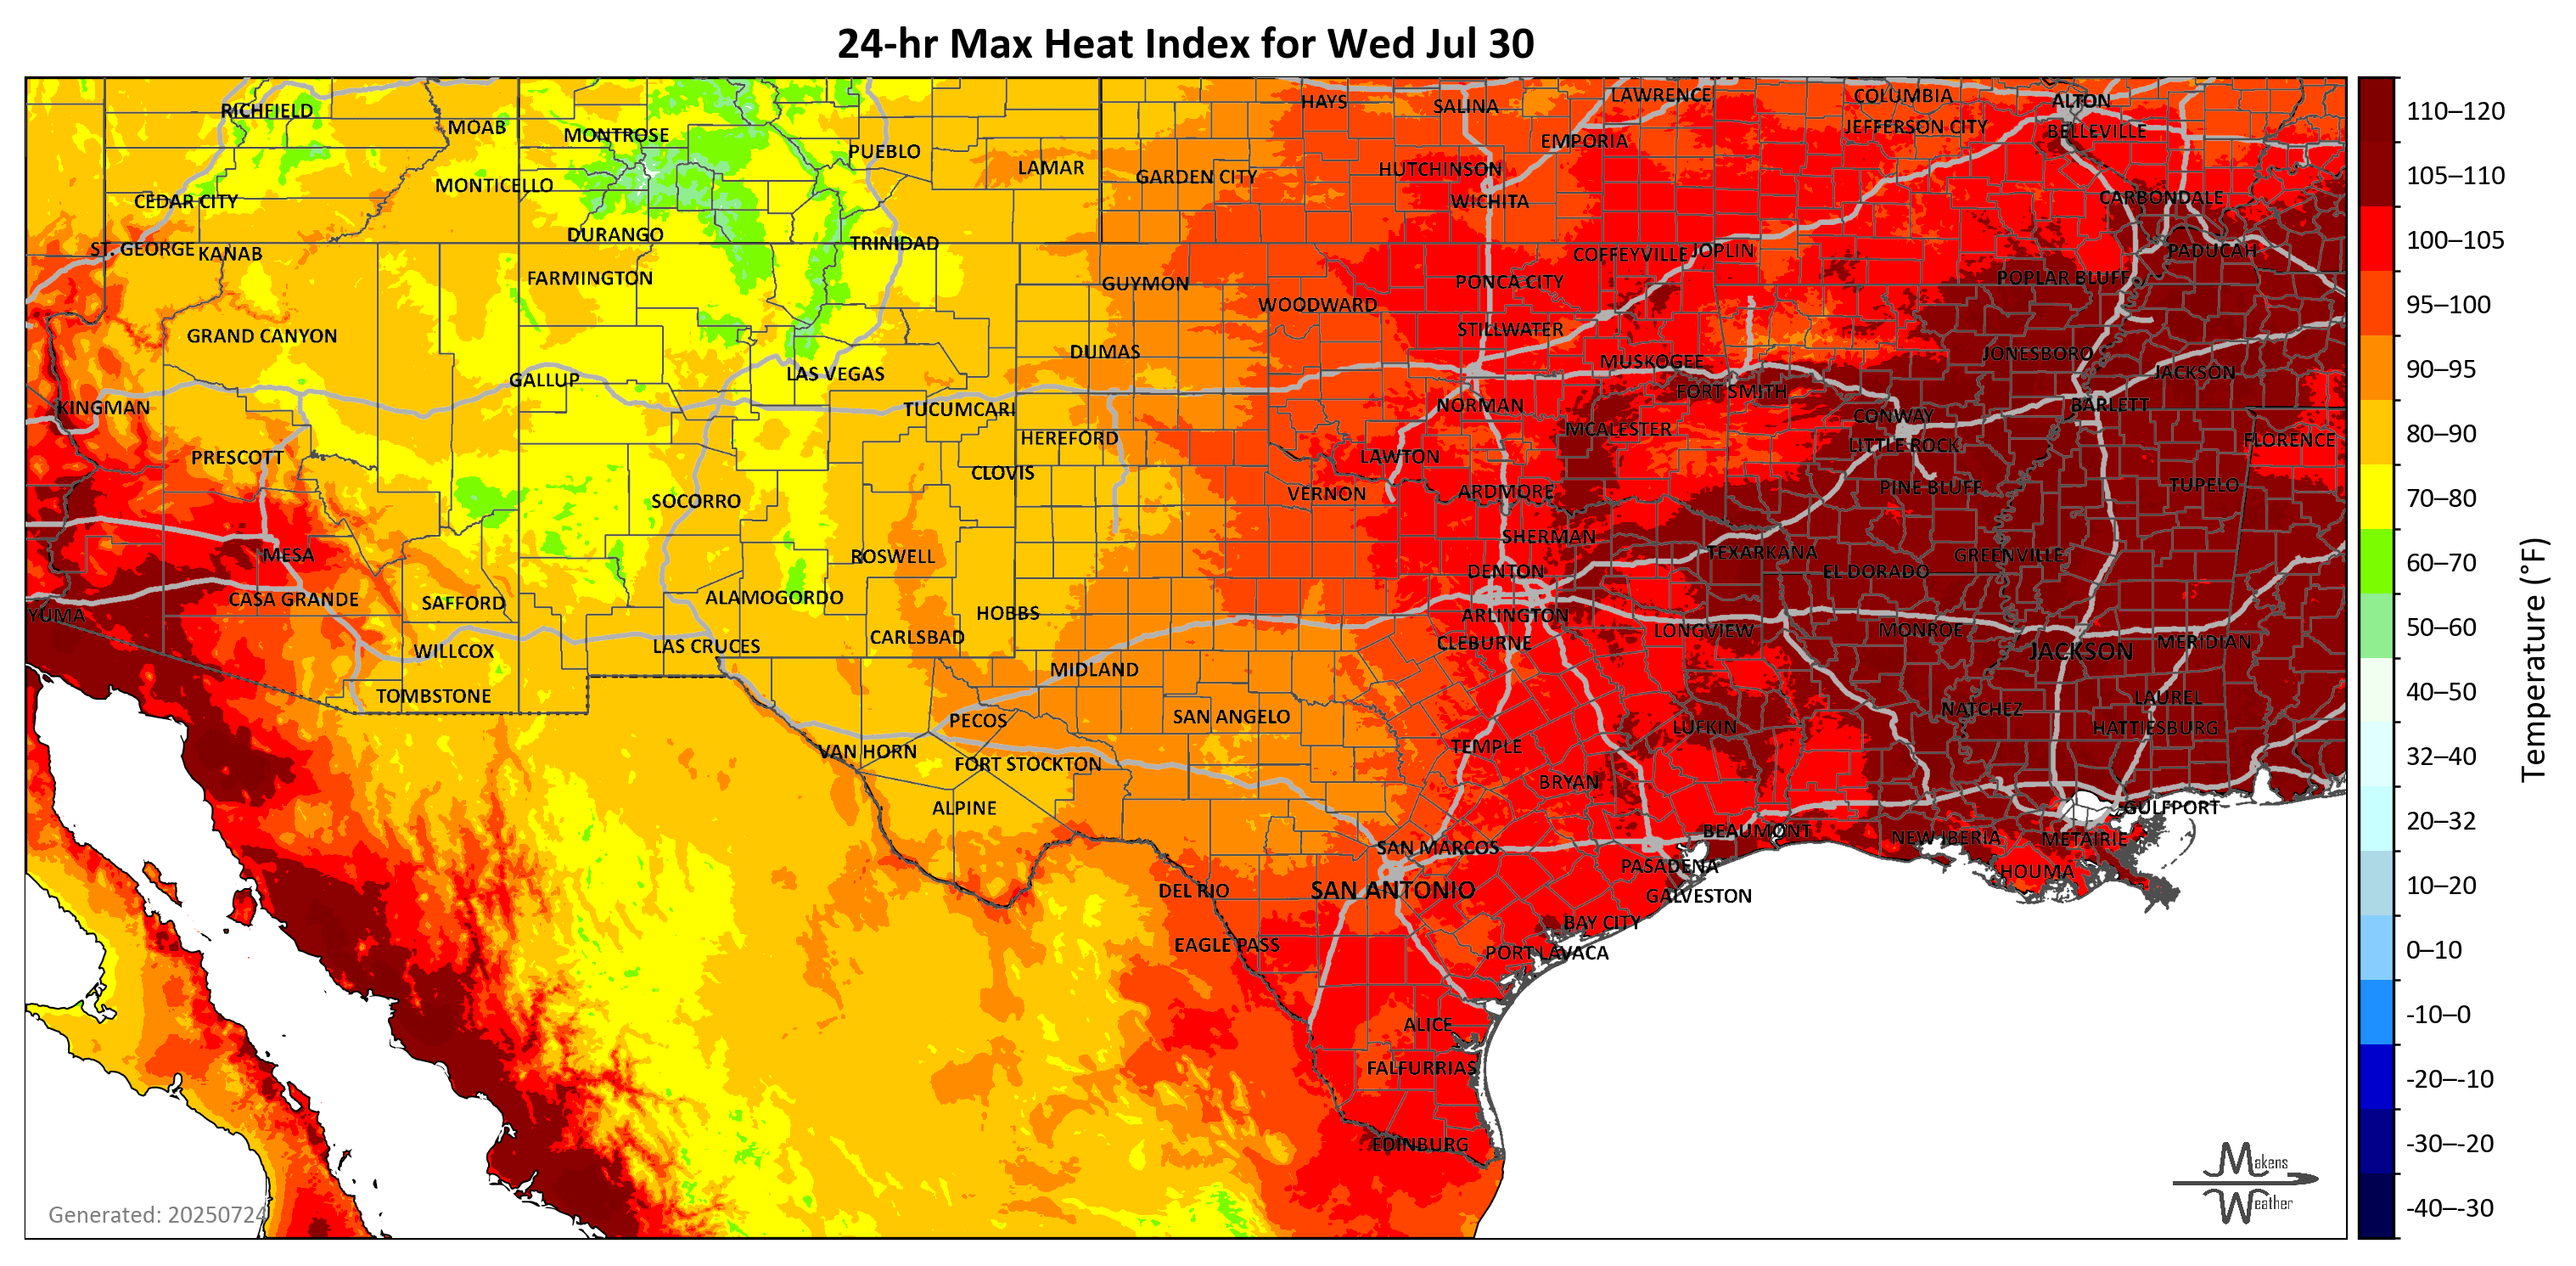 24-hr Max Heat Index for Wed Jul 30
RICHFIELD
MOAB
MONTROSE
PUEBLO
LAMAR
HAYS
SALINA
LAWRENCE
COLUMBIA
ALTON
EMPORIA
JEFFERSON CITY
BELLEVILLE
MONTICELLO
GARDEN CITY
HUTCHINSON
CEDAR CITY
WICHITA
CARBONDALE
ST. GEORGE
KANAB
DURANGO
TRINIDAD
COFFEYVILLE
JOPLIN
PADUCAH
FARMINGTON
GUYMON
PONCA CITY
POPLAR BLUFF
WOODWARD
GRAND CANYON
STILLWATER
DUMAS
MUSKOGEE
JONESBORO
GALLUP
LAS VEGAS
FORT SMITH
JACKSON
KINGMAN
TUCUMCARI
NORMAN
CONWAY
BARLETT
HEREFORD
MCALESTER
LITTLE ROCK
FLORENCE
PRESCOTT
CLOVIS
LAWTON
SOCORRO
VERNON
ARDMORE
PINE BLUFF
TUPELO
MESA
ROSWELL
SHERMAN
TEXARKANA
GREENVILLE
DENTON
EL DORADO
YUMA
CASA GRANDE
SAFFORD
ALAMOGORDO
HOBBS
ARLINGTON
WILLCOX
LAS CRUCES
CARLSBAD
CLEBURNE
LONGVIEW
MONROE
JACKSON
MERIDIAN
MIDLAND
TOMBSTONE
PECOS
SAN ANGELO
LUFKIN
NATCHEZ
LAUREL
HATTIESBURG
VAN HORN
FORT STOCKTON
TEMPLE
ALPINE
BRYAN
GULFPORT
SAN MARCOS
BEAUMONT
NEW IBERIA
METAIRIE
DEL RIO
SAN ANTONIO
PASADENA
HOUMA
GALVESTON
EAGLE PASS
BAY CITY
PORT LAVACA
ALICE
FALFURRIAS
EDINBURG
Generated: 20250724
Makens
Weather
110–120
105–110
100–105
95–100
90–95
80–90
70–80
60–70
50–60
40–50
32–40
20–32
10–20
0–10
-10–0
-20–-10
-30–-20
-40–-30
Temperature (°F)